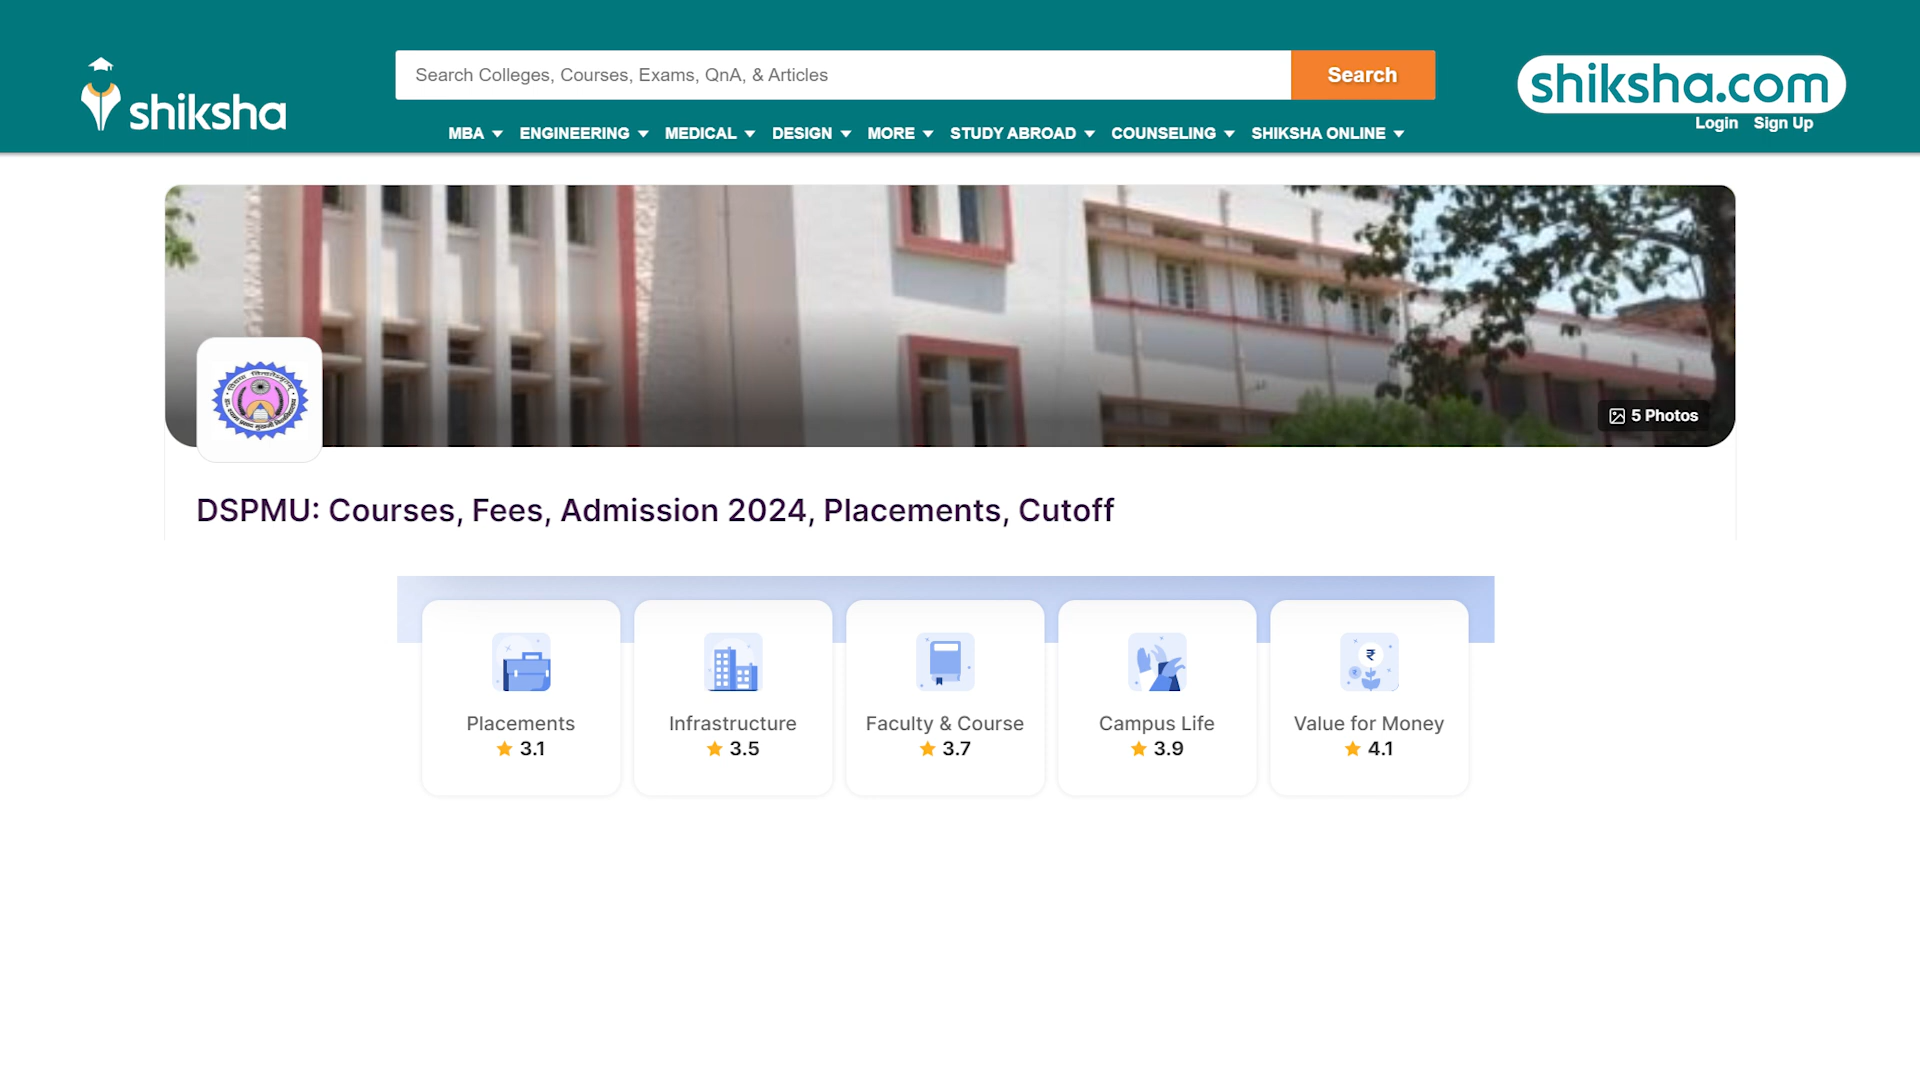 shiksha
Search Colleges, Courses, Exams, QnA, & Articles
Search
shiksha.com
Login Sign Up
MBA ENGINEERING MEDICAL DESIGN MORE STUDY ABROAD COUNSELING SHIKSHA ONLINE
5 Photos
DSPMU: Courses, Fees, Admission 2024, Placements, Cutoff
Placements
3.1
Infrastructure
3.5
Faculty & Course
3.7
Campus Life
3.9
₹
Value for Money
4.1